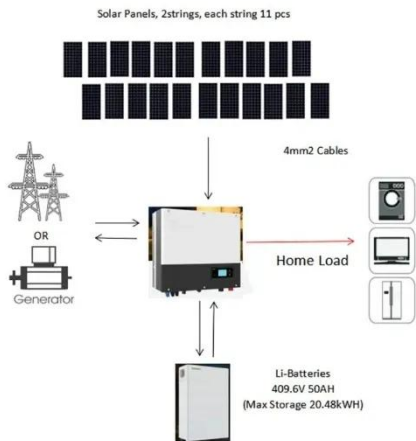 Solar Panels, 2strings, each string 11 pcs
4mm2 Cables
OR
Generator
Home Load
Li-Batteries
409.6V 50AH
(Max Storage 20.48kWH)